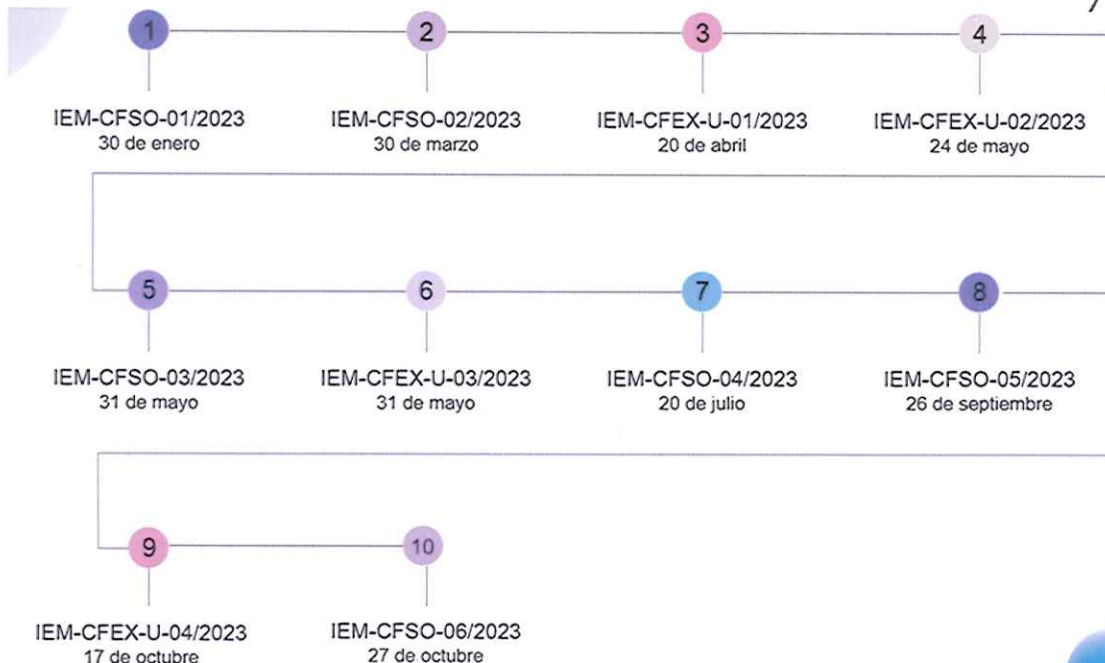 1
2
3
4
IEM-CFSO-01/2023
30 de enero
IEM-CFSO-02/2023
30 de marzo
IEM-CFEX-U-01/2023
20 de abril
IEM-CFEX-U-02/2023
24 de mayo
5
6
7
8
IEM-CFSO-03/2023
31 de mayo
IEM-CFEX-U-03/2023
31 de mayo
IEM-CFSO-04/2023
20 de julio
IEM-CFSO-05/2023
26 de septiembre
9
10
IEM-CFEX-U-04/2023
17 de octubre
IEM-CFSO-06/2023
27 de octubre